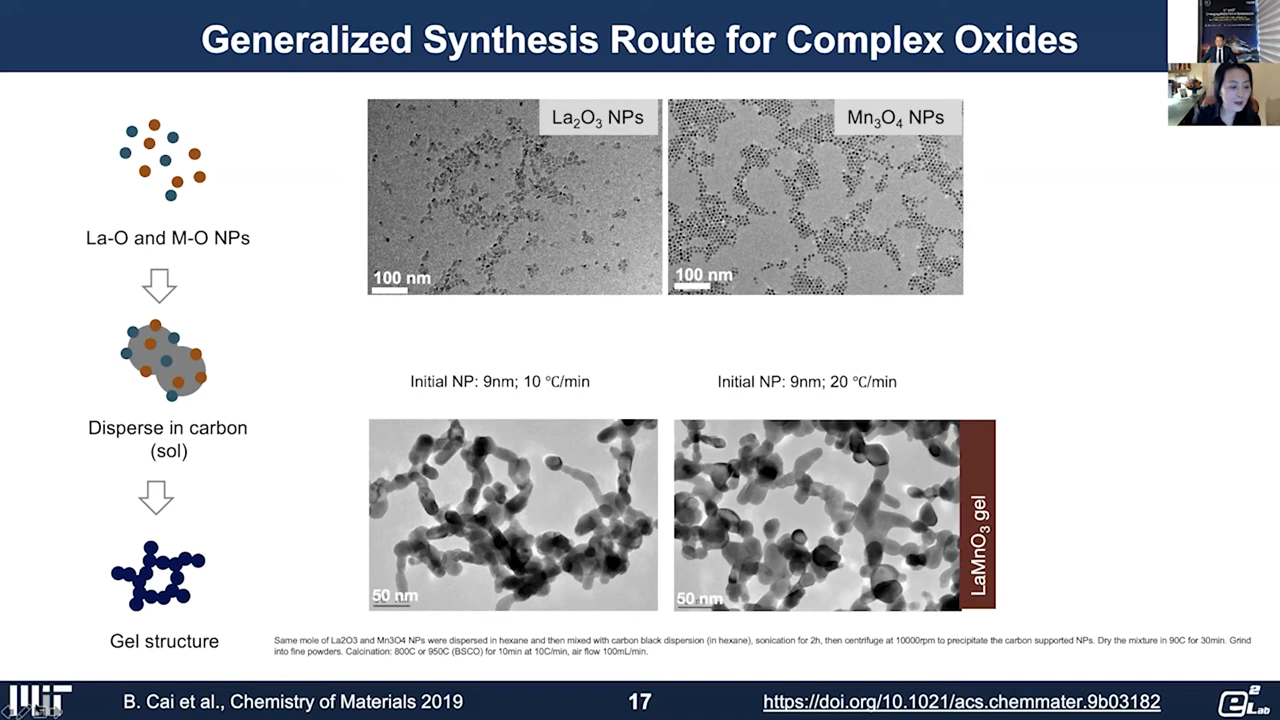 Generalized Synthesis Route for Complex Oxides
La-O and M-O NPs
Disperse in carbon
(sol)
Gel structure
La2O3 NPs
100 nm
Mn3O4 NPs
100 nm
Initial NP: 9nm; 10 ℃/min
Initial NP: 9nm; 20 ℃/min
50 nm
50 nm
LaMnO3 gel
Same mole of La2O3 and Mn3O4 NPs were dispersed in hexane and then mixed with carbon black dispersion (in hexane), sonication for 2h, then centrifuge at 10000rpm to precipitate the carbon supported NPs. Dry the mixture in 90C for 30min. Grind
into fine powders. Calcination: 800C or 950C (BSCO) for 10min at 10C/min, air flow 100mL/min.
MIT
B. Cai et al., Chemistry of Materials 2019
17
https://doi.org/10.1021/acs.chemmater.9b03182
e2 Lab